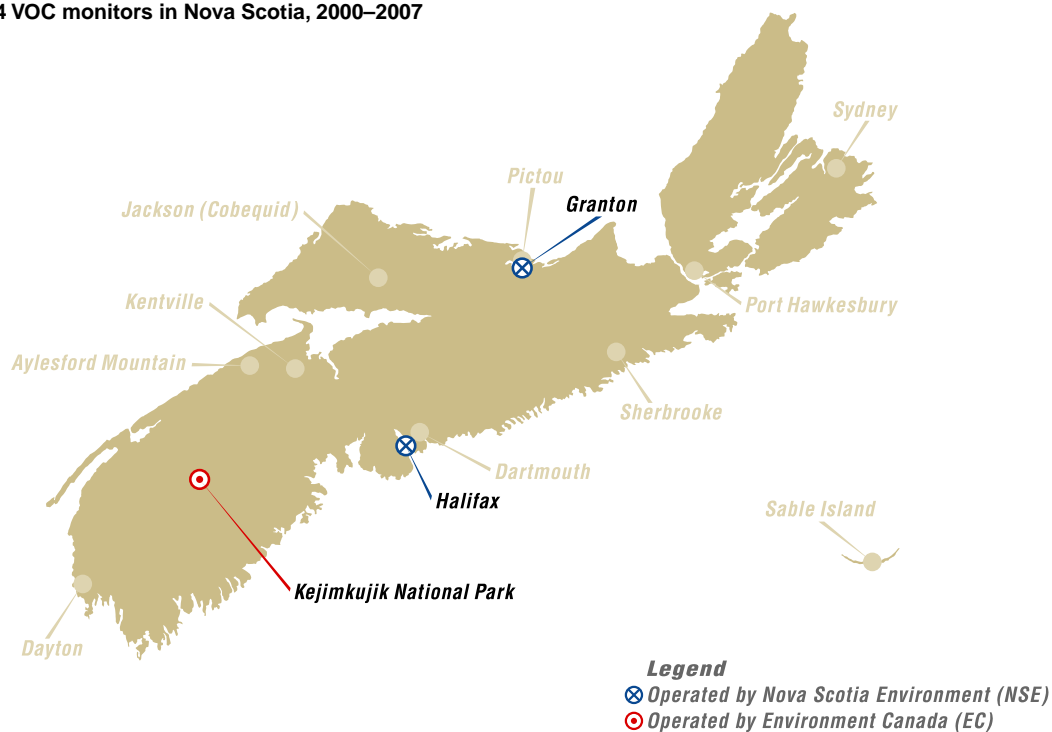 4 VOC monitors in Nova Scotia, 2000–2007
Sydney
Pictou
Granton
Jackson (Cobequid)
Kentville
Port Hawkesbury
Aylesford Mountain
Sherbrooke
Dartmouth
Halifax
Sable Island
Kejimkujik National Park
Dayton
Legend
Operated by Nova Scotia Environment (NSE)
Operated by Environment Canada (EC)